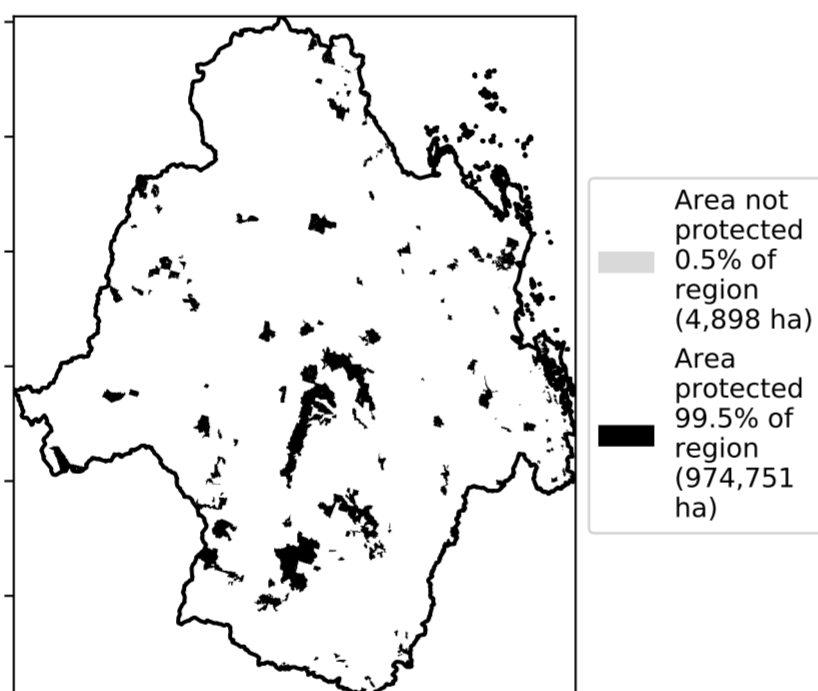 Area not
protected
0.5% of
region
(4,898 ha)
Area
protected
99.5% of
region
(974,751
ha)